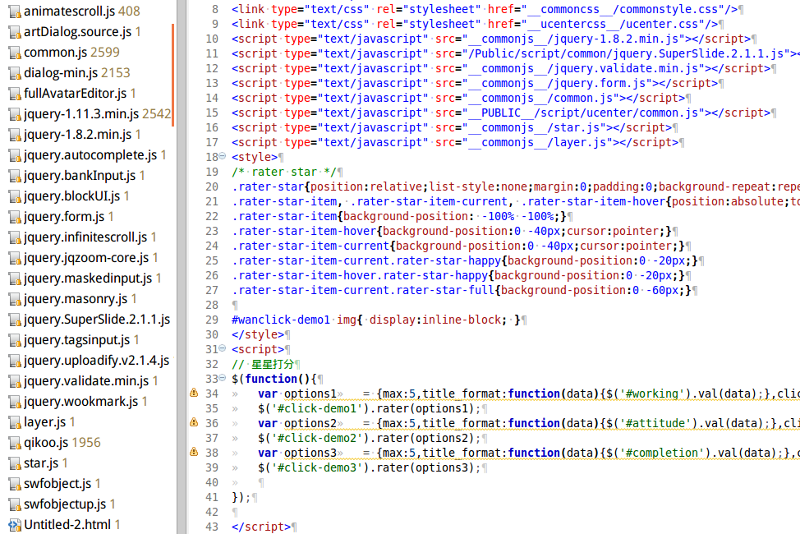 animatescroll.js 408
artDialog.source.js 1
common.js 2599
dialog-min.js 2153
fullAvatarEditor.js 1
jquery-1.11.3.min.js 2542
jquery-1.8.2.min.js 1
jquery.autocomplete.js 1
jquery.bankInput.js 1
jquery.blockUI.js 1
jquery.form.js 1
jquery.infinitescroll.js 1
jquery.jqzoom-core.js 1
jquery.maskedinput.js 1
jquery.masonry.js 1
jquery.SuperSlide.2.1.1.js
jquery.tagsinput.js 1
jquery.uploadify.v2.1.4.js
jquery.validate.min.js 1
jquery.wookmark.js 1
layer.js 1
qikoo.js 1956
star.js 1
swfobject.js 1
swfobjectup.js 1
Untitled-2.html 1
8 <link type="text/css" rel="stylesheet" href="__commoncss__/commonstyle.css"/>
9 <link type="text/css" rel="stylesheet" href="__ucentercss__/ucenter.css"/>
10 <script type="text/javascript" src="__commonjs__/jquery-1.8.2.min.js"></script>
11 <script type="text/javascript" src="/Public/script/common/jquery.SuperSlide.2.1.1.js"><
12 <script type="text/javascript" src="__commonjs__/jquery.validate.min.js"></script>
13 <script type="text/javascript" src="__commonjs__/jquery.form.js"></script>
14 <script type="text/javascript" src="__commonjs__/common.js"></script>
15 <script type="text/javascript" src="__PUBLIC__/script/ucenter/common.js"></script>
16 <script type="text/javascript" src="__commonjs__/star.js"></script>
17 <script type="text/javascript" src="__commonjs__/layer.js"></script>
18 <style>
19 /* rater star */
20 .rater-star{position:relative;list-style:none;margin:0;padding:0;background-repeat:repe
21 .rater-star-item, .rater-star-item-current, .rater-star-item-hover{position:absolute;to
22 .rater-star-item{background-position: -100% -100%;}
23 .rater-star-item-hover{background-position:0 -40px;cursor:pointer;}
24 .rater-star-item-current{background-position:0 -40px;cursor:pointer;}
25 .rater-star-item-current.rater-star-happy{background-position:0 -20px;}
26 .rater-star-item-hover.rater-star-happy{background-position:0 -20px;}
27 .rater-star-item-current.rater-star-full{background-position:0 -60px;}
28
29 #wanclick-demo1 img{ display:inline-block; }
30 </style>
31 <script>
32 // 星星打分
33 $(function(){
34 var options1 = {max:5,title_format:function(data){$('#working').val(data);},clic
35 $('#click-demo1').rater(options1);
36 var options2 = {max:5,title_format:function(data){$('#attitude').val(data);},cli
37 $('#click-demo2').rater(options2);
38 var options3 = {max:5,title_format:function(data){$('#completion').val(data);},c
39 $('#click-demo3').rater(options3);
40
41 });
42
43 </script>